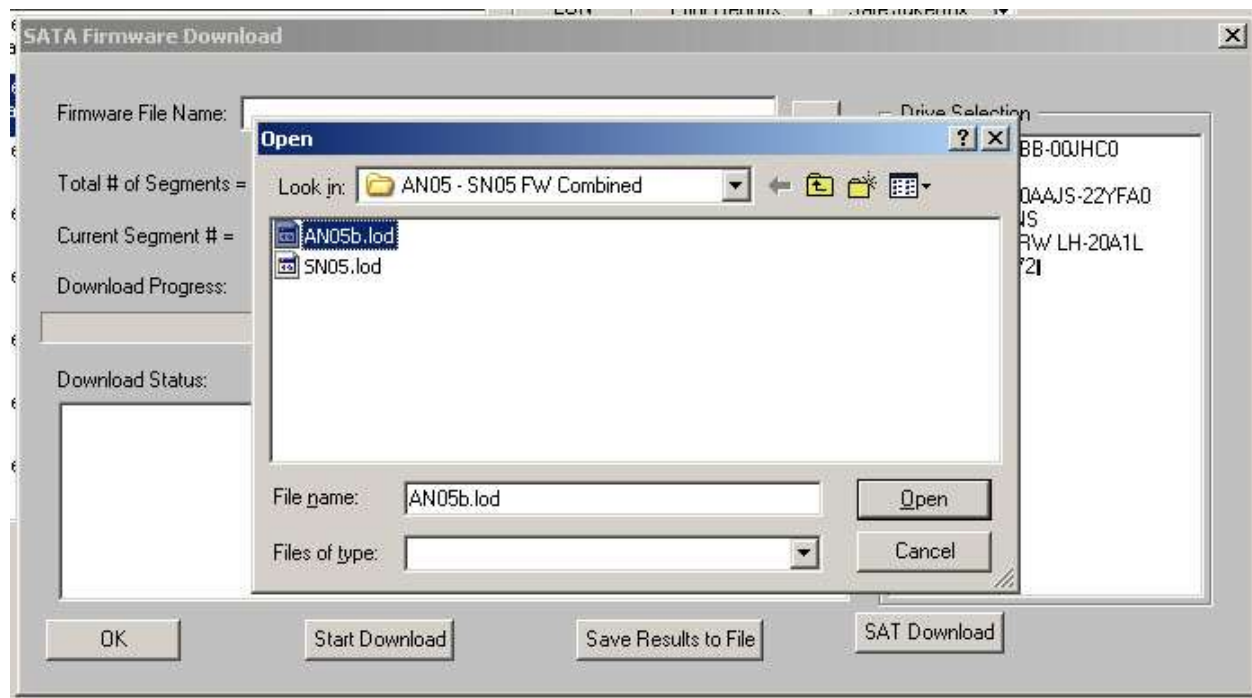 SATA Firmware Download
Firmware File Name:
Drive Selection
Open
BB-00JHC0
Look in: AN05 - SN05 FW Combined
Total # of Segments =
0AAJS-22YFA0
AN05b.lod
Current Segment # =
RW LH-20A1L
SN05.lod
Download Progress:
Download Status:
File name: AN05b.lod
Open
Files of type:
Cancel
OK
Start Download
Save Results to File
SAT Download